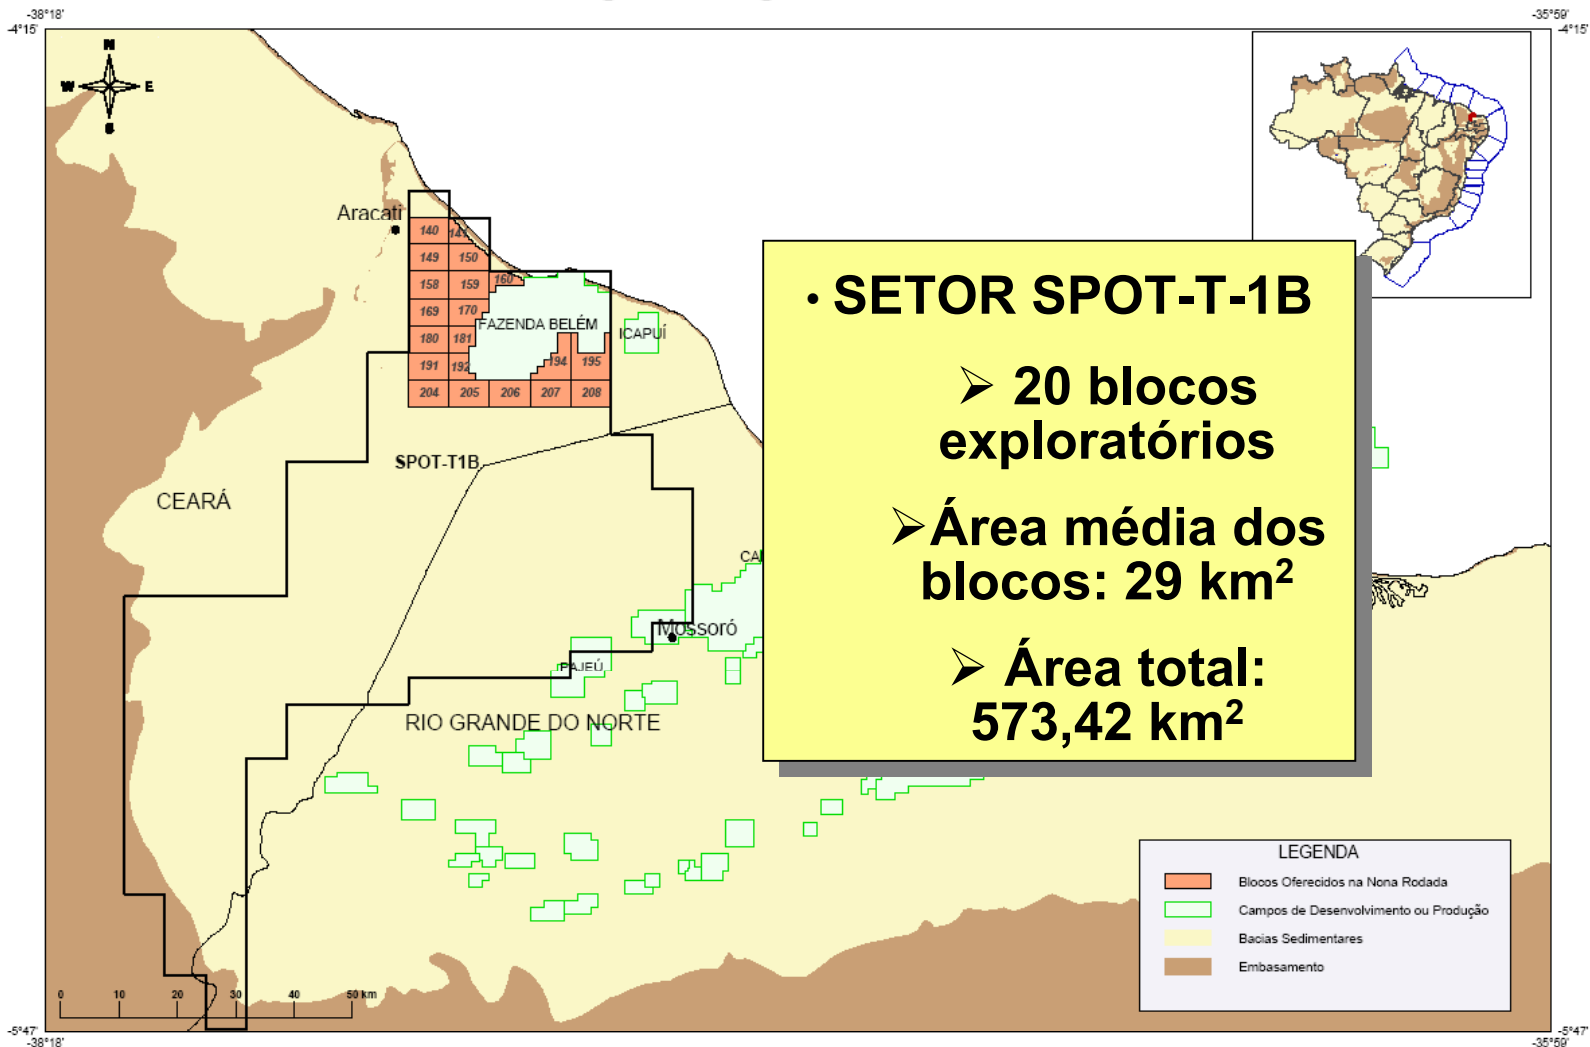 -38°18'
-35°59'
-4°15'
-4°15'
N
W E
S
Aracati
140 141
149 150
158 159 160
169 170
FAZENDA BELÉM
ICAPUÍ
180 181
191 192 194 195
204 205 206 207 208
SPOT-T1B
CEARÁ
Mossoró
PAJEÚ
RIO GRANDE DO NORTE
• SETOR SPOT-T-1B
➢ 20 blocos
exploratórios
➢Área média dos
blocos: 29 km²
➢ Área total:
573,42 km²
LEGENDA
Blocos Oferecidos na Nona Rodada
Campos de Desenvolvimento ou Produção
Bacias Sedimentares
Embasamento
0 10 20 30 40 50 km
-5°47'
-5°47'
-38°18'
-35°59'